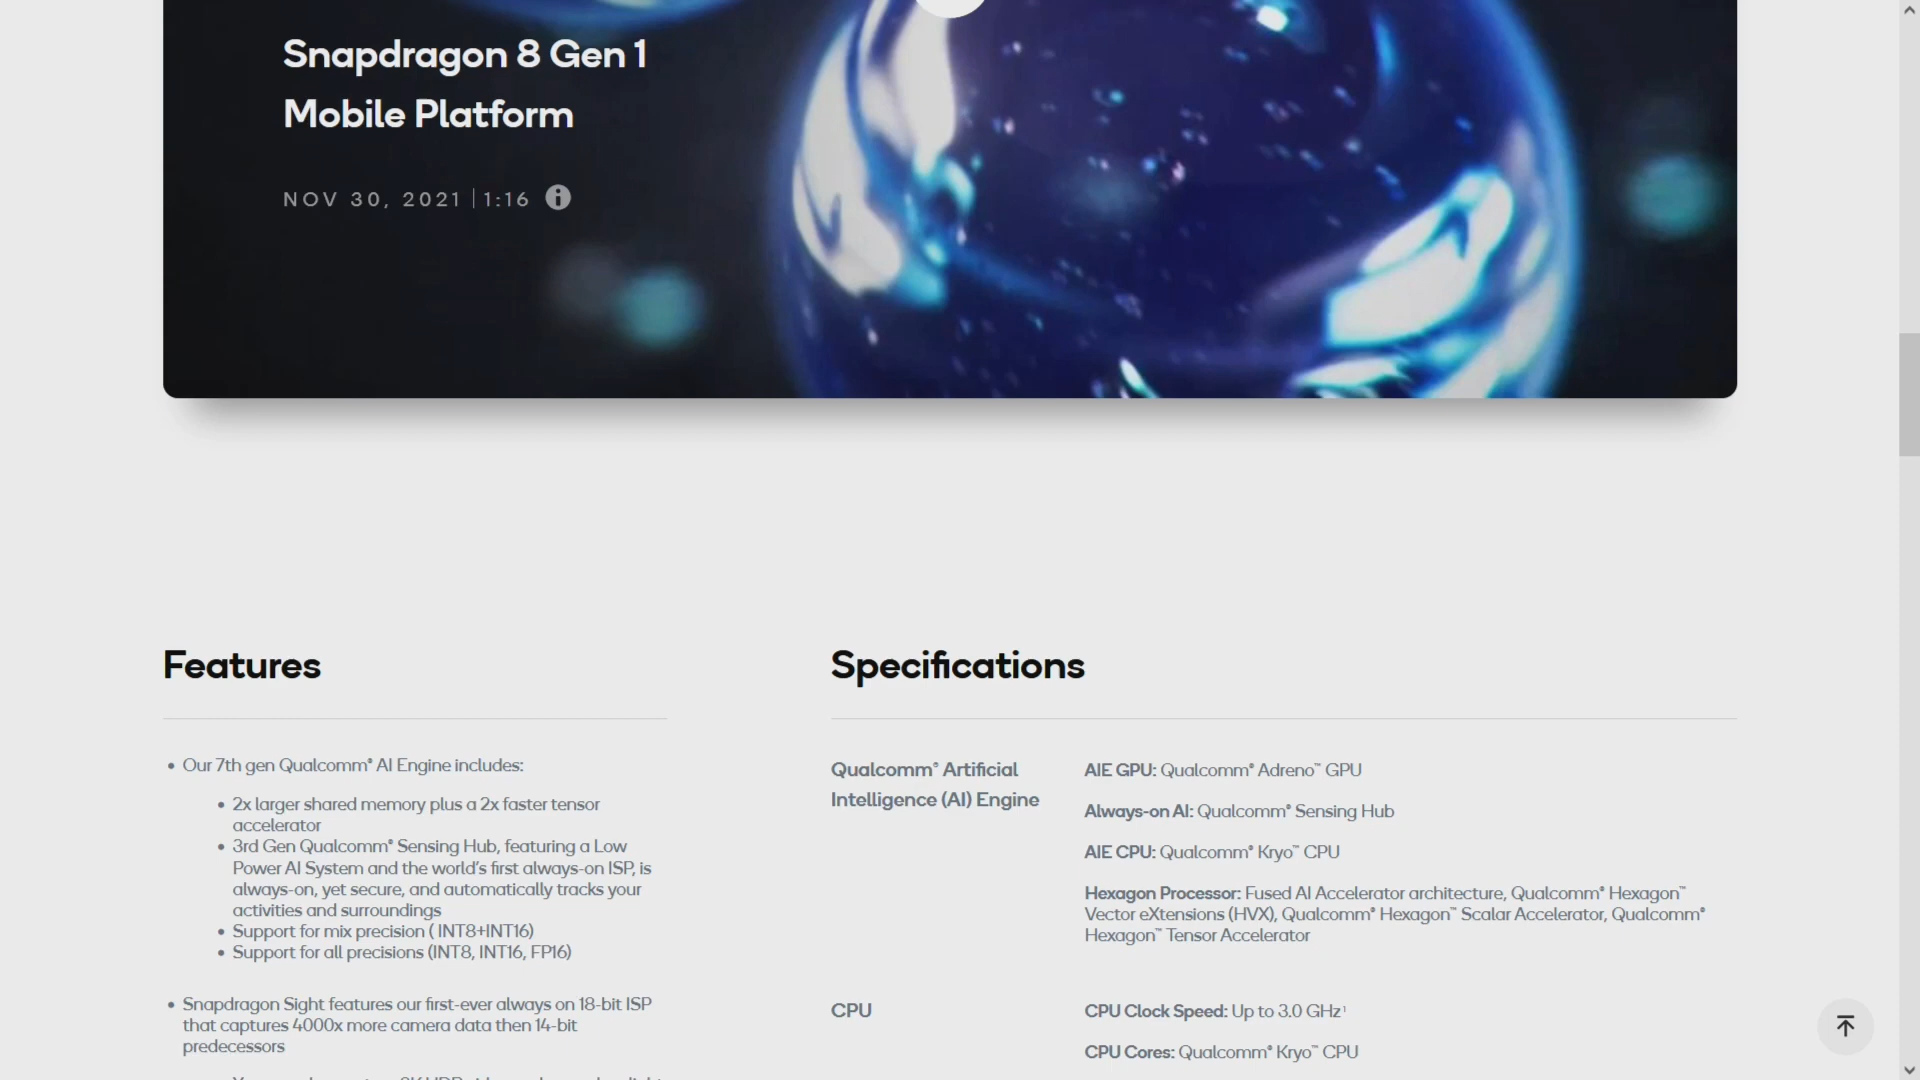 Snapdragon 8 Gen 1
Mobile Platform
NOV 30, 2021 | 1:16
Features
Our 7th gen Qualcomm® AI Engine includes:
2x larger shared memory plus a 2x faster tensor
accelerator
3rd Gen Qualcomm® Sensing Hub, featuring a Low
Power AI System and the world's first always-on ISP, is
always-on, yet secure, and automatically tracks your
activities and surroundings
Support for mix precision ( INT8+INT16)
Support for all precisions (INT8, INT16, FP16)
Snapdragon Sight features our first-ever always on 18-bit ISP
that captures 4000x more camera data then 14-bit
predecessors
Specifications
Qualcomm® Artificial
Intelligence (AI) Engine
AIE GPU: Qualcomm® Adreno™ GPU
Always-on AI: Qualcomm® Sensing Hub
AIE CPU: Qualcomm® Kryo™ CPU
Hexagon Processor: Fused AI Accelerator architecture, Qualcomm® Hexagon™
Vector eXtensions (HVX), Qualcomm® Hexagon™ Scalar Accelerator, Qualcomm®
Hexagon™ Tensor Accelerator
CPU
CPU Clock Speed: Up to 3.0 GHz¹
CPU Cores: Qualcomm® Kryo™ CPU